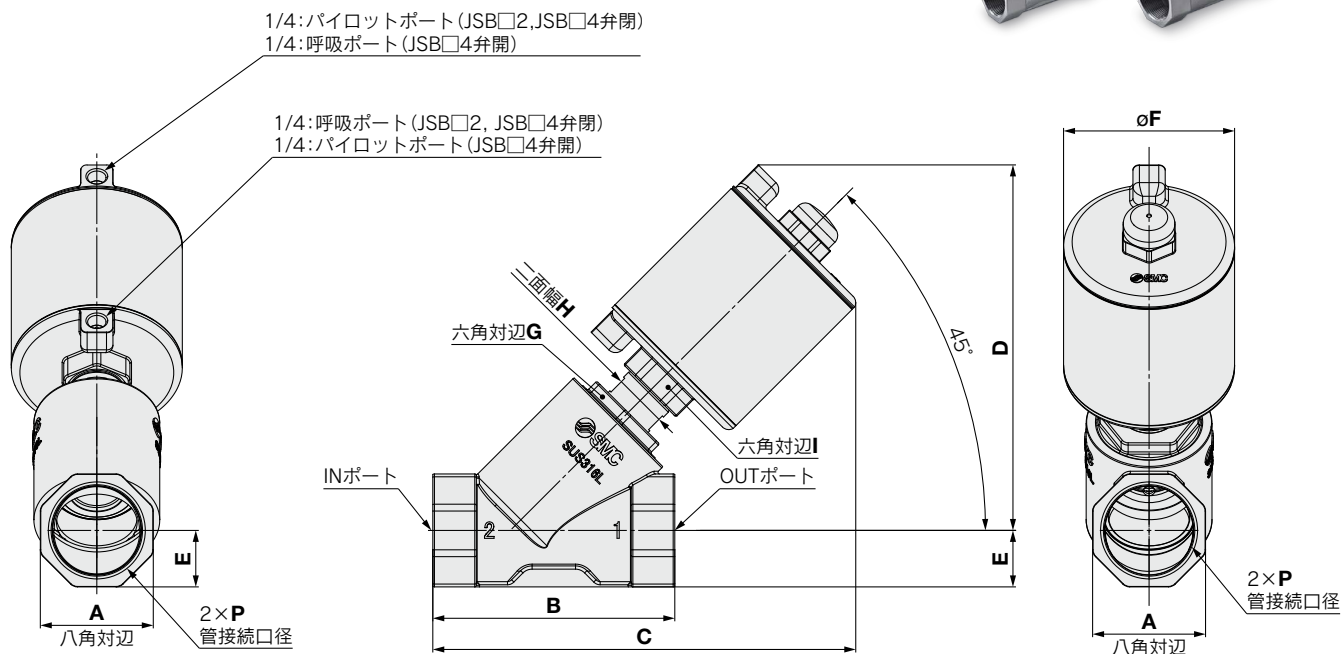 1/4:パイロットポート(JSB□2,JSB□4弁閉)
1/4:呼吸ポート(JSB□4弁開)
1/4:呼吸ポート(JSB□2, JSB□4弁閉)
1/4:パイロットポート(JSB□4弁開)
øF
SMC
二面幅H
六角対辺G
45°
D
六角対辺I
SMC
SUS316L
INポート
OUTポート
2
1
E
E
2×P
管接続口径
A
八角対辺
B
C
2×P
管接続口径
A
八角対辺